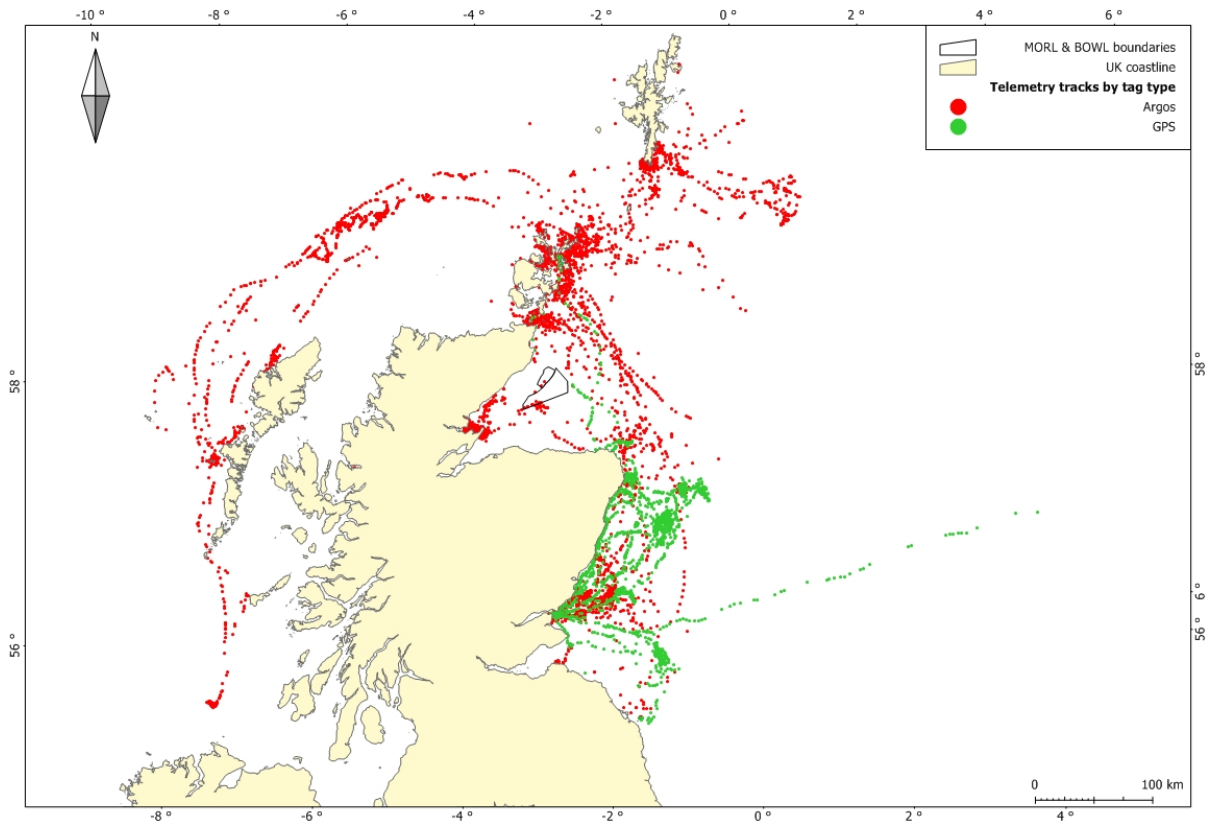 -10 ° -8 ° -6 ° -4 ° -2 ° 0 ° 2 ° 4 ° 6 °
N
MORL & BOWL boundaries
UK coastline
Telemetry tracks by tag type
Argos
GPS
58 °
58 °
6 °
56 °
56 °
0 100 km
-8 ° -6 ° -4 ° -2 ° 0 ° 2 ° 4 °